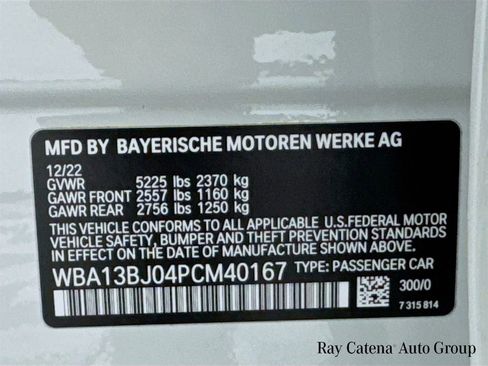 MFD BY BAYERISCHE MOTOREN WERKE AG
12/22
GVWR 5225 lbs 2370 kg
GAWR FRONT 2557 lbs 1160 kg
GAWR REAR 2756 lbs 1250 kg
THIS VEHICLE CONFORMS TO ALL APPLICABLE U.S.FEDERAL MOTOR
VEHICLE SAFETY, BUMPER AND THEFT PREVENTION STANDARDS
IN EFFECT ON THE DATE OF MANUFACTURE SHOWN ABOVE.
WBA13BJ04PCM40167 TYPE: PASSENGER CAR
300/0
7 315 814
Ray Catena Auto Group